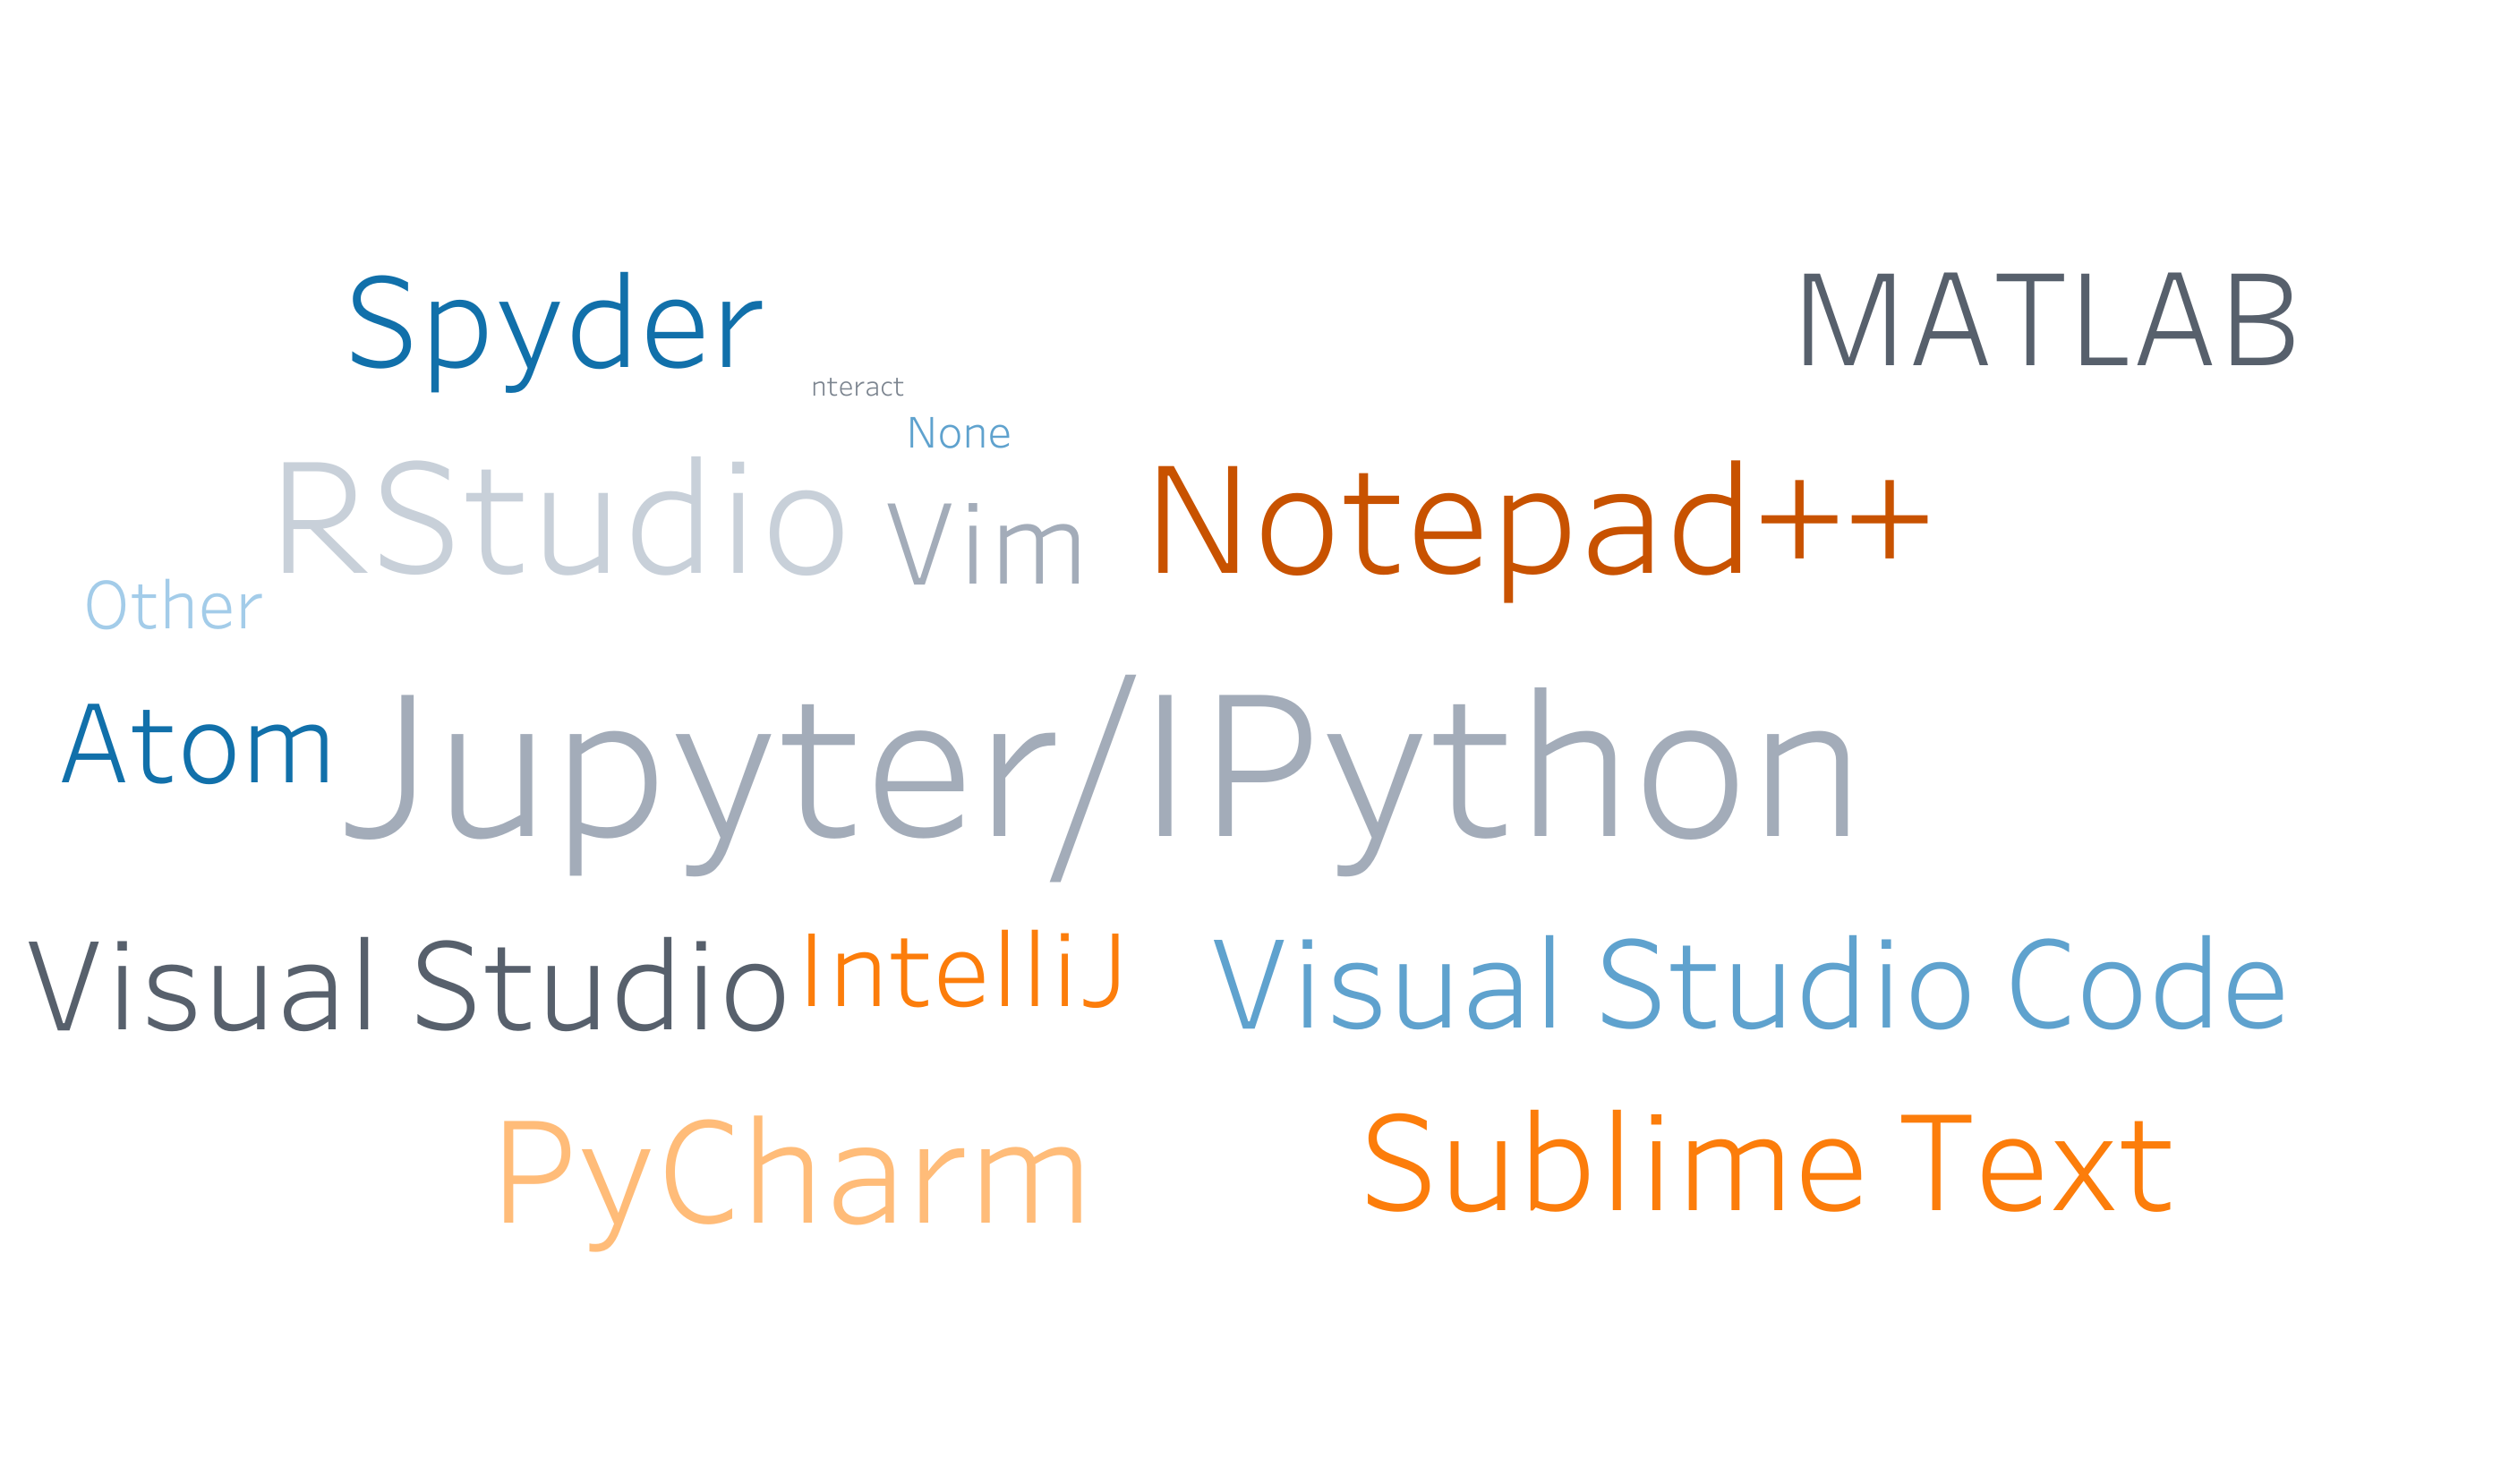 Spyder
MATLAB
nteract
None
RStudio
Vim
Notepad++
Other
Atom
Jupyter/IPython
Visual Studio
IntelliJ
Visual Studio Code
PyCharm
Sublime Text